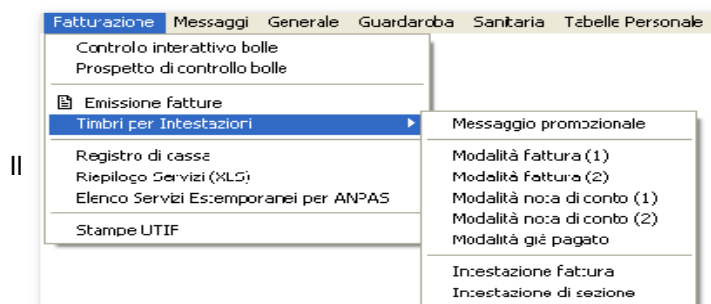 Fatturazione Messaggi Generale Guardaroba Sanitaria Tabelle Personale
Controllo interattivo bolle
Prospetto di controllo bolle
Emissione fatture
Timbri per Intestazioni
Registro di cassa
Riepilogo Servizi (XLS)
Elenco Servizi Estemporanei per ANPAS
Stampe UTIF
Messaggio promozionale
Modalità fattura (1)
Modalità fattura (2)
Modalità nota di conto (1)
Modalità nota di conto (2)
Modalità già pagato
Intestazione fattura
Intestazione di sezione
Il